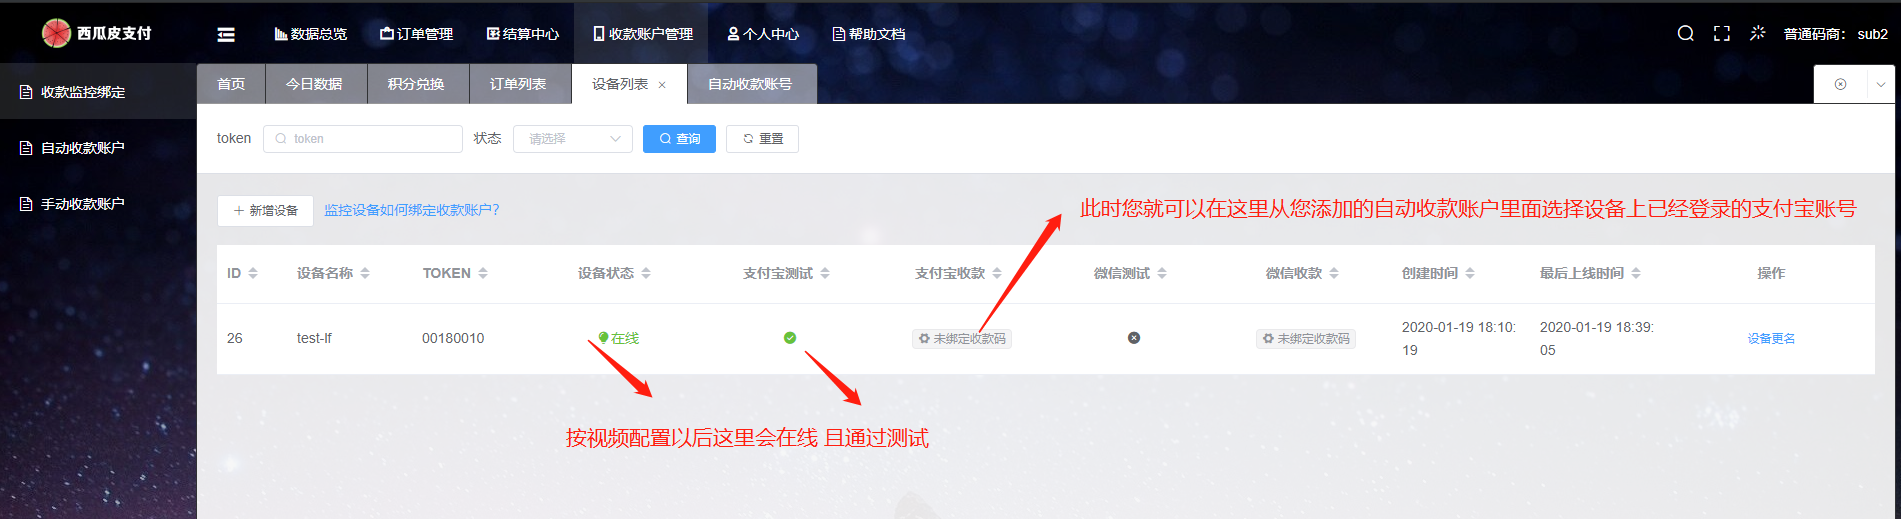 西瓜皮支付
数据总览
订单管理
结算中心
收款账户管理
个人中心
帮助文档
普通码商： sub2
收款监控绑定
自动收款账户
手动收款账户
首页
今日数据
积分兑换
订单列表
设备列表
自动收款账号
token
token
状态
请选择
查询
重置
新增设备
监控设备如何绑定收款账户?
此时您就可以在这里从您添加的自动收款账户里面选择设备上已经登录的支付宝账号
ID
设备名称
TOKEN
设备状态
支付宝测试
支付宝收款
微信测试
微信收款
创建时间
最后上线时间
操作
26
test-lf
00180010
在线
未绑定收款码
未绑定收款码
2020-01-19 18:10:
19
2020-01-19 18:39:
05
设备更名
按视频配置以后这里会在线 且通过测试